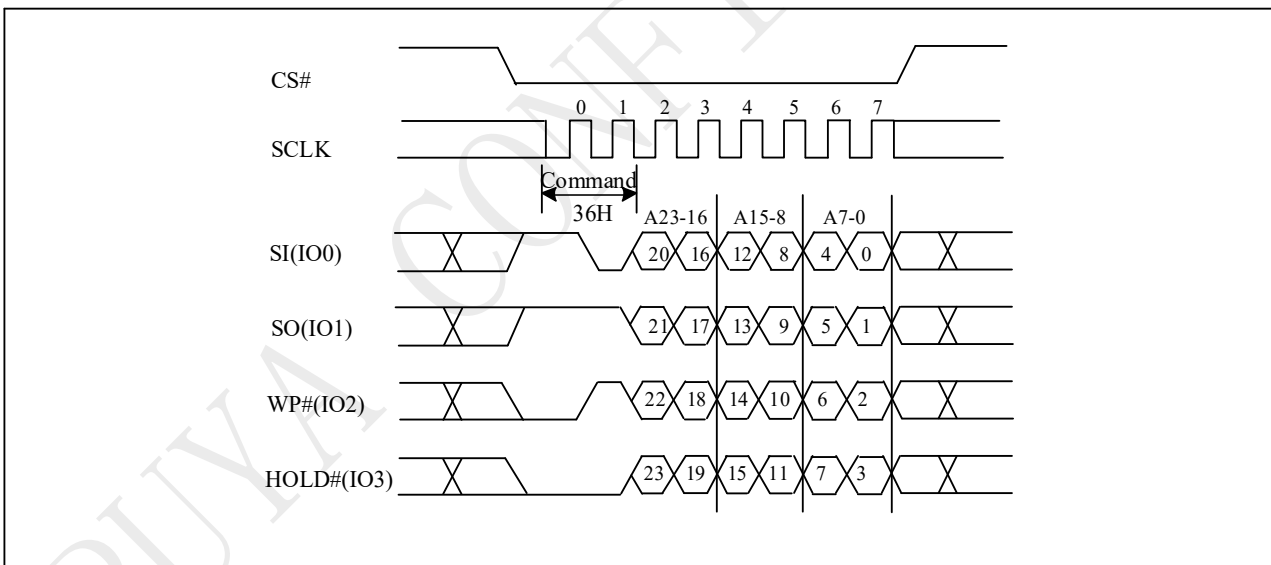 CS#
0 1 2 3 4 5 6 7
SCLK
Command
36H
A23-16 A15-8 A7-0
SI(IO0) 20 16 12 8 4 0
SO(IO1) 21 17 13 9 5 1
WP#(IO2) 22 18 14 10 6 2
HOLD#(IO3) 23 19 15 11 7 3
PUYA CONF